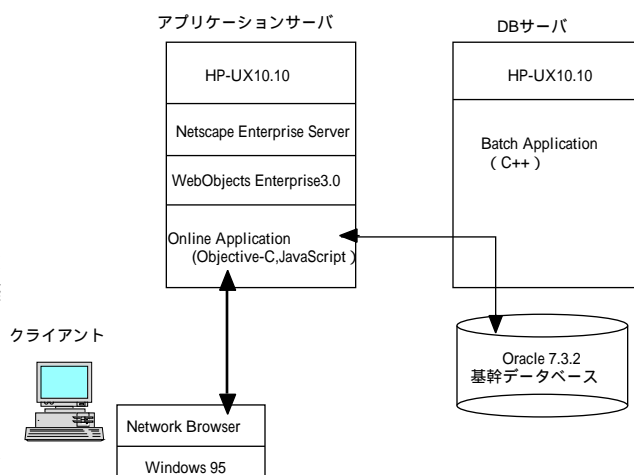 アプリケーションサーバ
HP-UX10.10
Netscape Enterprise Server
WebObjects Enterprise3.0
Online Application
(Objective-C,JavaScript）
DBサーバ
HP-UX10.10
Batch Application
（ C++ ）
Oracle 7.3.2
基幹データベース
クライアント
Network Browser
Windows 95